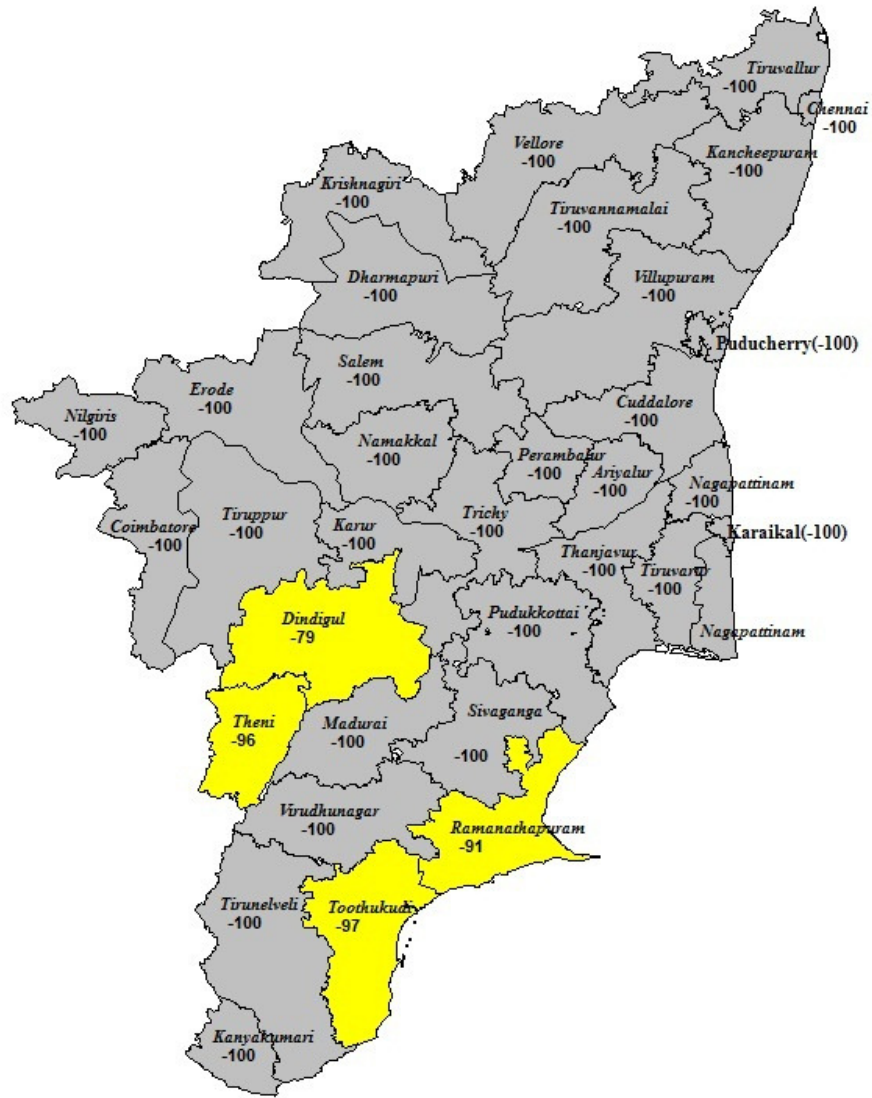 Tiruvallur
-100
Chennai
-100
Vellore
-100
Kancheepuram
-100
Krishnagiri
-100
Tiruvannamalai
-100
Dharmapuri
-100
Villupuram
-100
Puducherry(-100)
Salem
-100
Erode
-100
Nilgiris
-100
Cuddalore
-100
Namakkal
-100
Perambalur
-100
Ariyalur
-100
Nagapattinam
-100
Coimbatore
-100
Tiruppur
-100
Karur
-100
Trichy
-100
Karaikal(-100)
Thanjavur
-100
Tiruvarur
-100
Dindigul
-79
Pudukkottai
-100
Nagapattinam
Theni
-96
Madurai
-100
Sivaganga
-100
Virudhunagar
-100
Ramanathapuram
-91
Tirunelveli
-100
Toothukudi
-97
Kanyakumari
-100